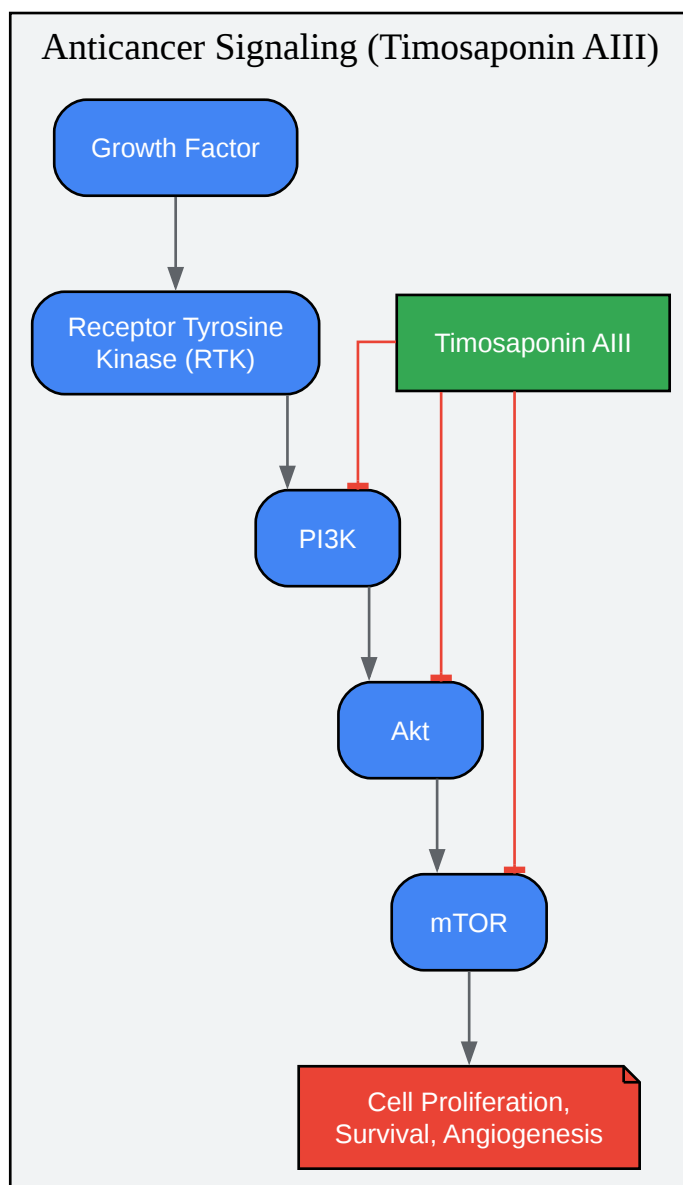 Anticancer Signaling (Timosaponin AIII)
Growth Factor
Receptor Tyrosine
Kinase (RTK)
Timosaponin AIII
PI3K
Akt
mTOR
Cell Proliferation,
Survival, Angiogenesis